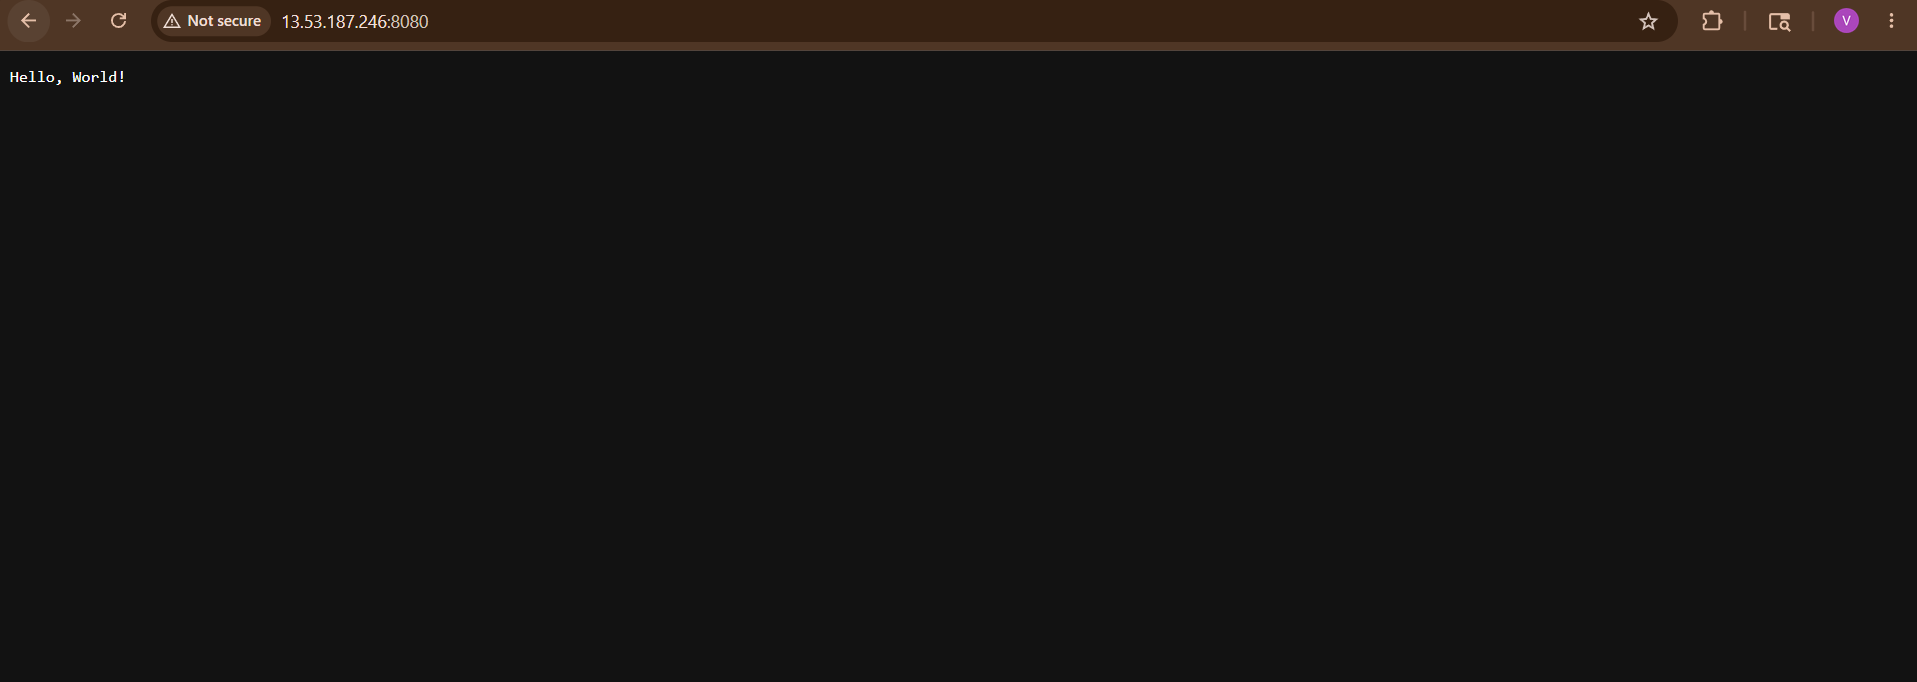 Not secure 13.53.187.246:8080 V
Hello, World!